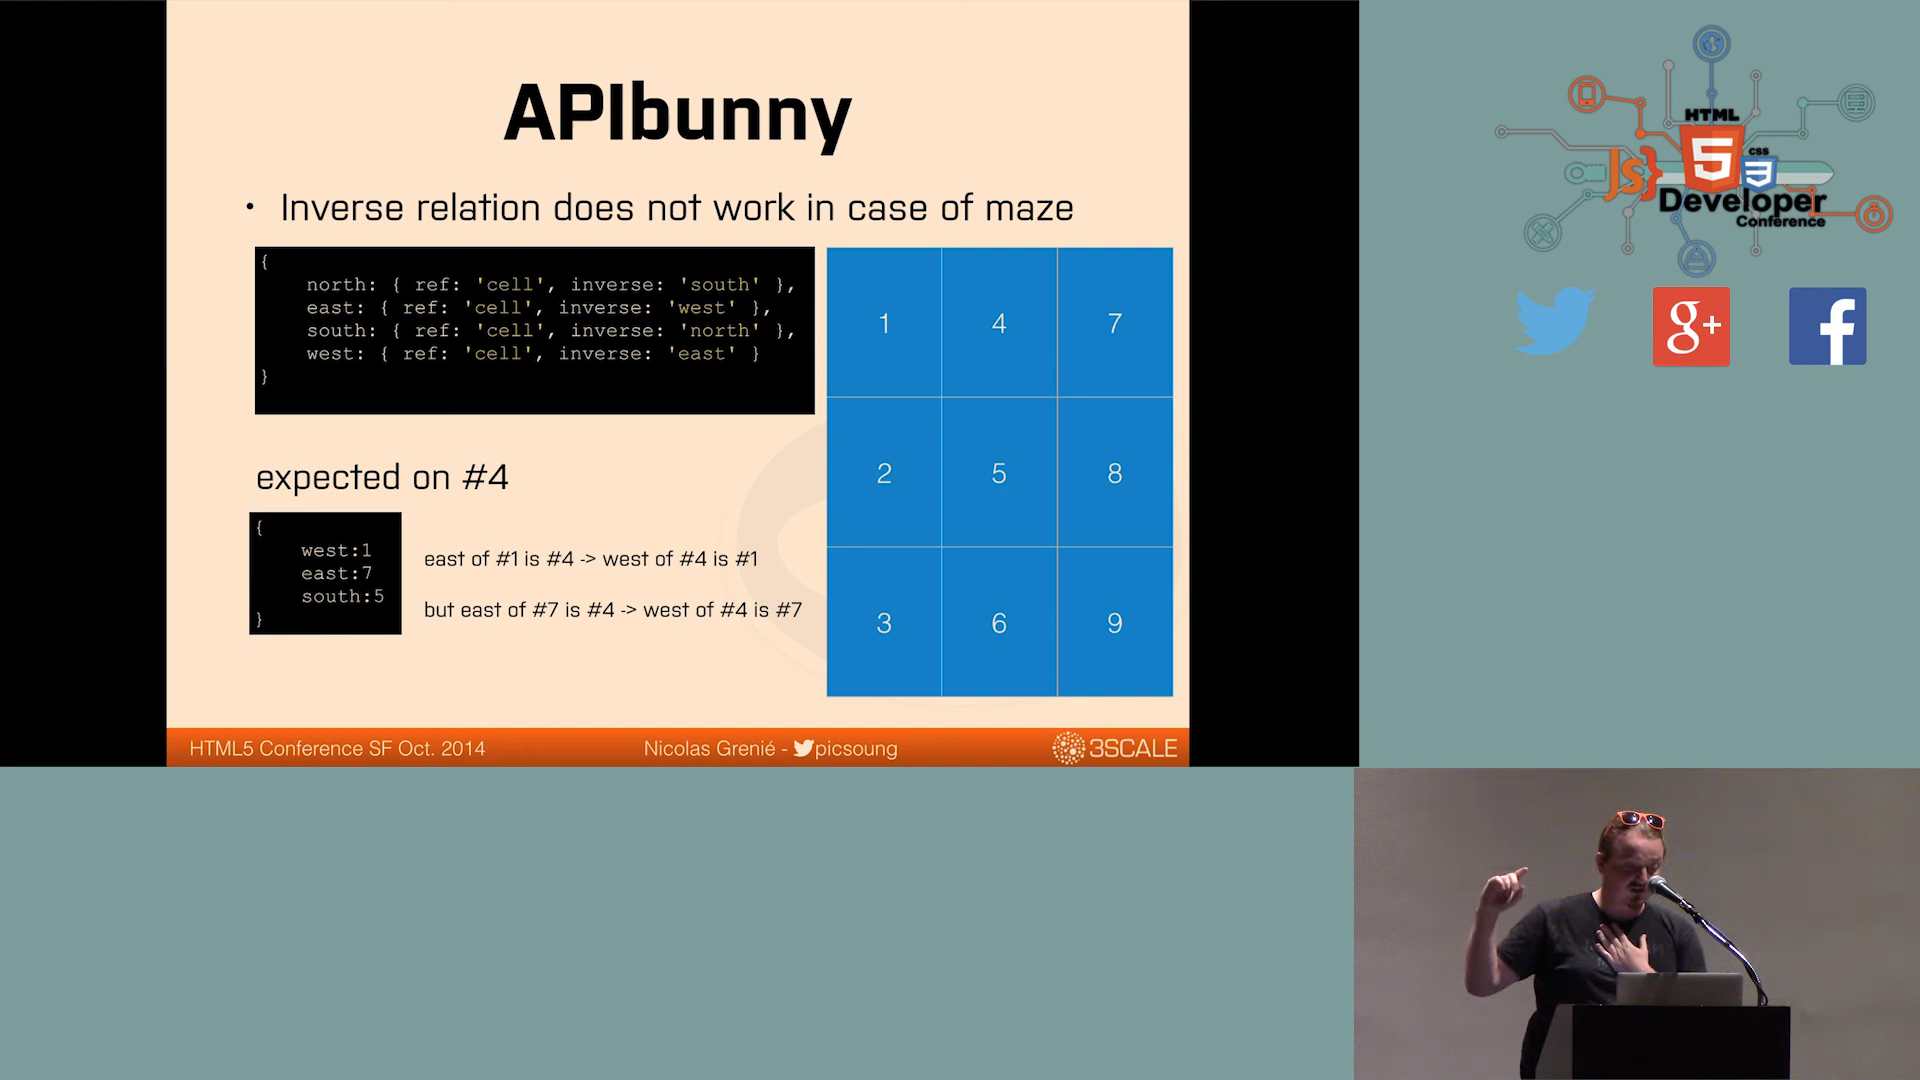 APIbunny
• Inverse relation does not work in case of maze
{
north: { ref: 'cell', inverse: 'south' },
east: { ref: 'cell', inverse: 'west' },
south: { ref: 'cell', inverse: 'north' },
west: { ref: 'cell', inverse: 'east' }
}
1 4 7
2 5 8
3 6 9
expected on #4
{
west:1
east:7
south:5
}
east of #1 is #4 -> west of #4 is #1
but east of #7 is #4 -> west of #4 is #7
HTML5 Conference SF Oct. 2014
Nicolas Grenié - picsoung
3SCALE
HTML
5
JS}
CSS
3
Developer
Conference
g+
f